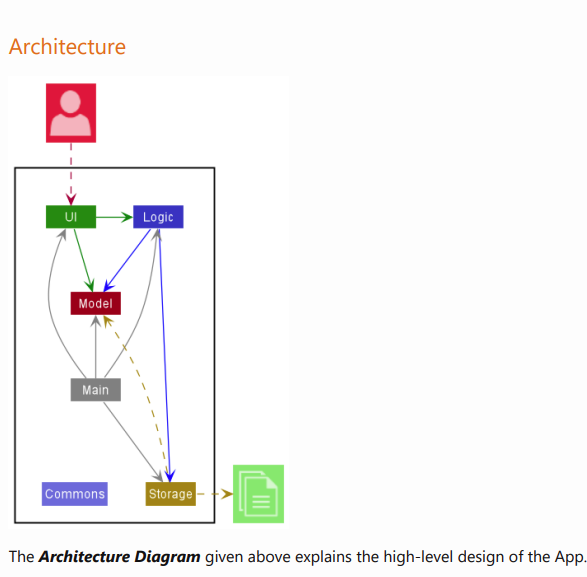 Architecture
UI
Logic
Model
Main
Commons
Storage
The Architecture Diagram given above explains the high-level design of the App.